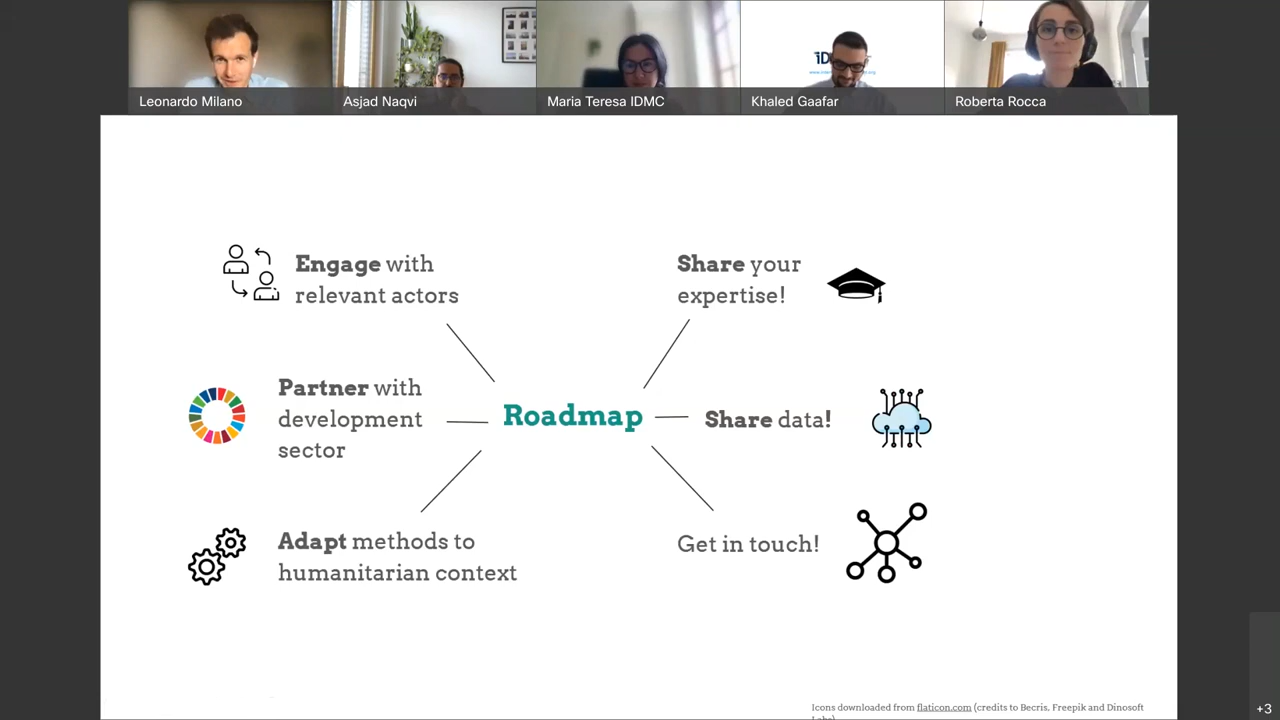 Leonardo Milano
Asjad Naqvi
Maria Teresa IDMC
Khaled Gaafar
Roberta Rocca
Engage with
relevant actors
Share your
expertise!
Partner with
development
sector
Roadmap
Share data!
Adapt methods to
humanitarian context
Get in touch!
Icons downloaded from flaticon.com (credits to Becris, Freepik and Dinosoft
Labs)
+3